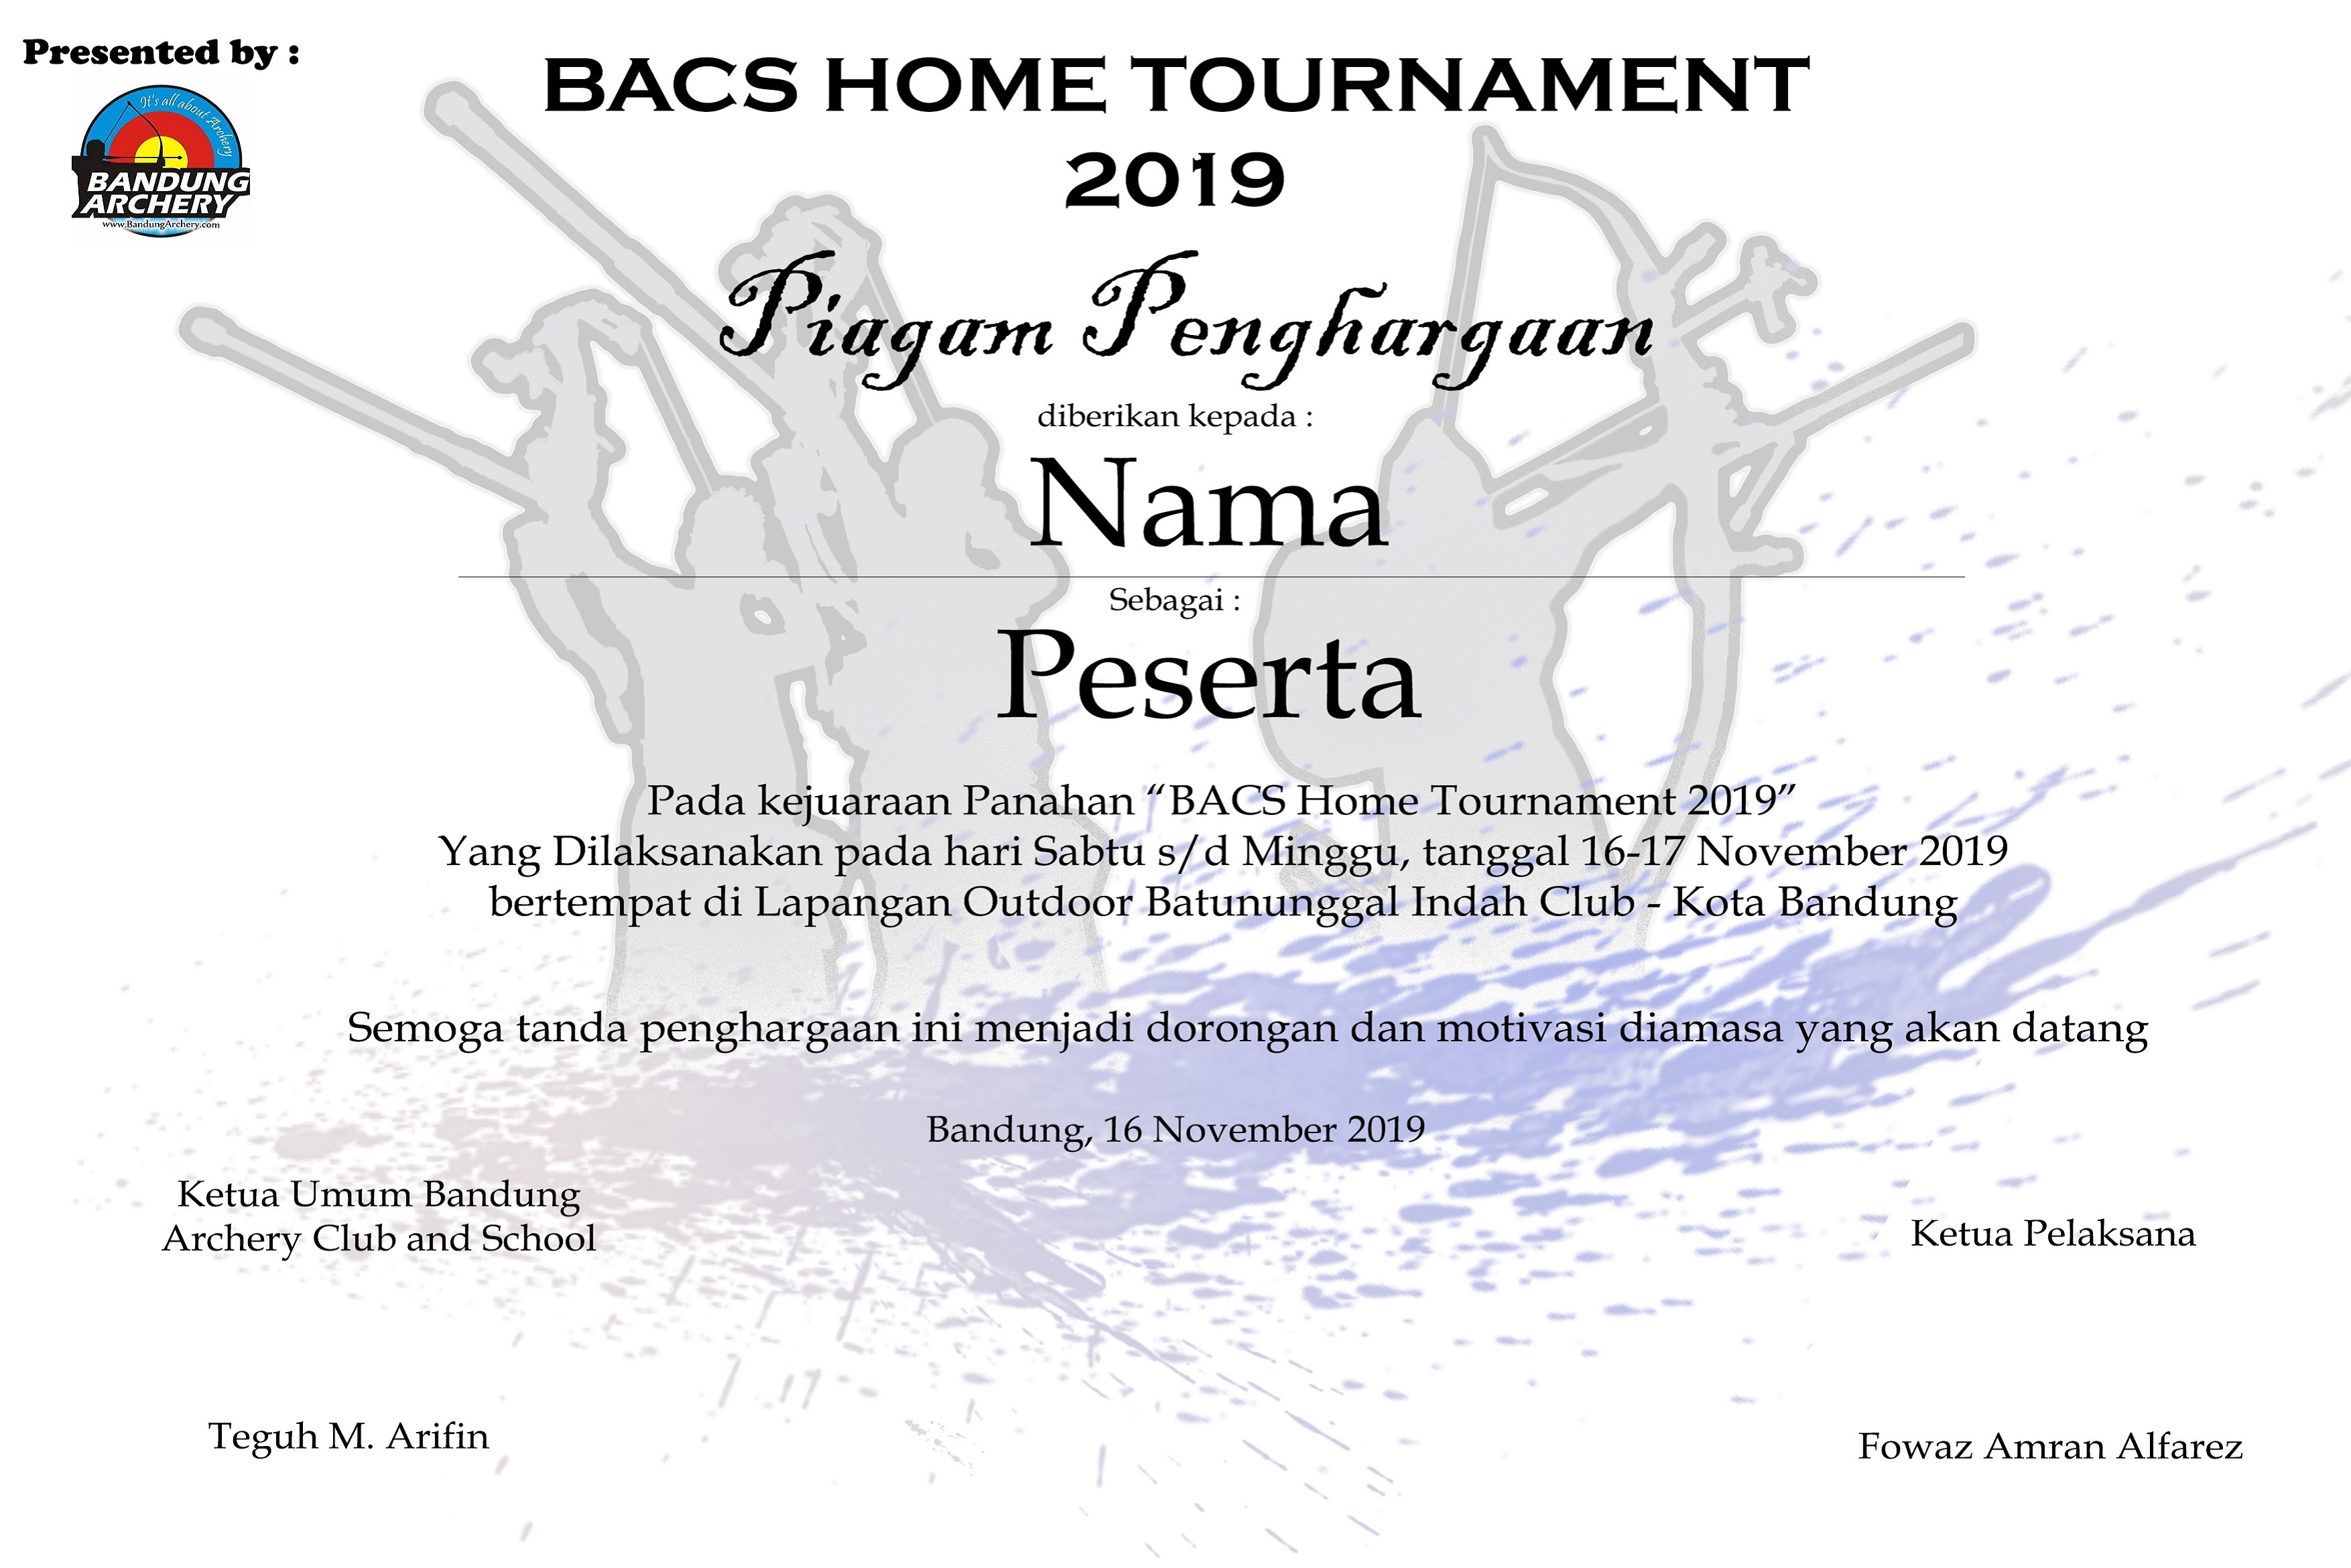 Presented by :
It's all about Archery
BANDUNG
ARCHERY
www.BandungArchery.com
BACS HOME TOURNAMENT
2019
Piagam Penghargaan
diberikan kepada :
Nama
Sebagai :
Peserta
Pada kejuaraan Panahan “BACS Home Tournament 2019”
Yang Dilaksanakan pada hari Sabtu s/d Minggu, tanggal 16-17 November 2019
bertempat di Lapangan Outdoor Batununggal Indah Club - Kota Bandung
Semoga tanda penghargaan ini menjadi dorongan dan motivasi diamasa yang akan datang
Bandung, 16 November 2019
Ketua Umum Bandung
Archery Club and School
Ketua Pelaksana
Teguh M. Arifin
Fowaz Amran Alfarez